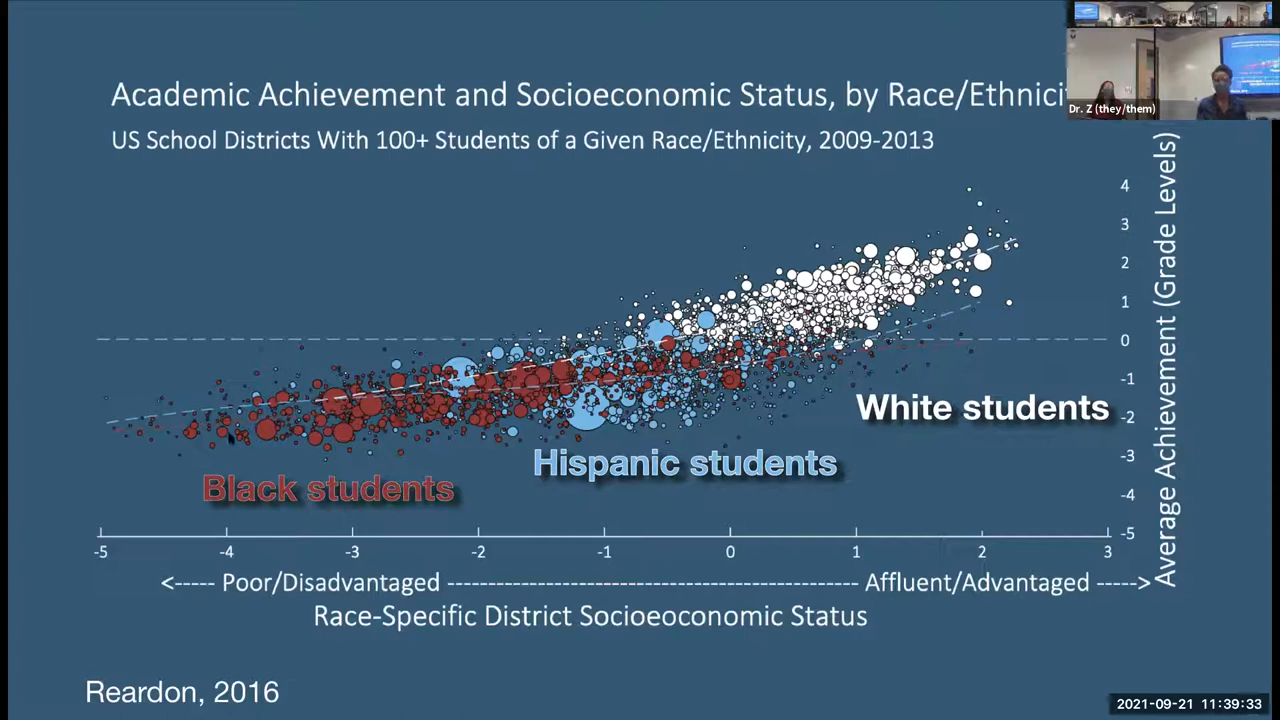 Academic Achievement and Socioeconomic Status, by Race/Ethnici
Dr. Z (they/them)
US School Districts With 100+ Students of a Given Race/Ethnicity, 2009-2013
4
3
2
1
0
-1
-2
-3
-4
-5
Average Achievement (Grade Levels)
White students
Hispanic students
Black students
-5 -4 -3 -2 -1 0 1 2 3
<----- Poor/Disadvantaged ------------------------------------------- Affluent/Advantaged ----->
Race-Specific District Socioeoconomic Status
Reardon, 2016
2021-09-21 11:39:33